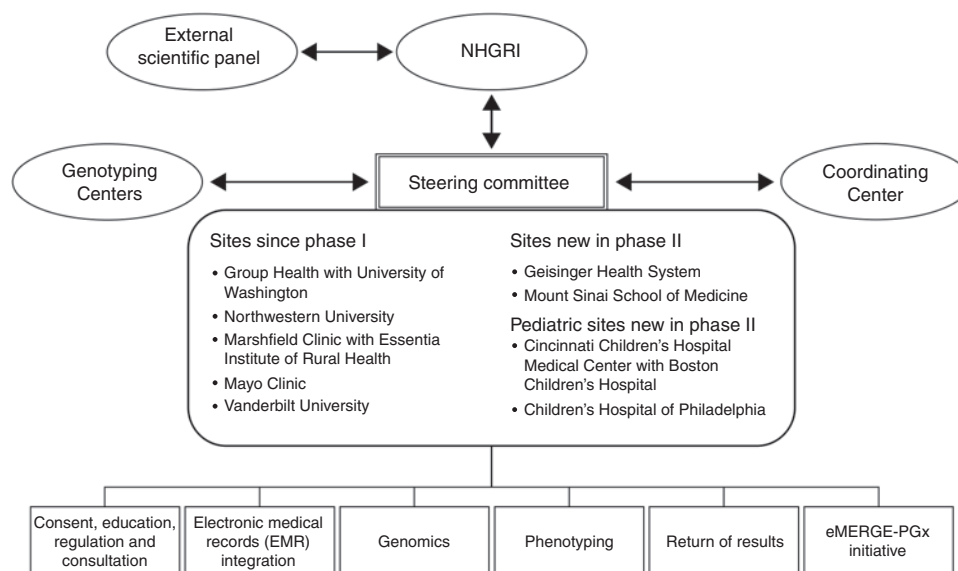 External
scientific panel
NHGRI
Genotyping
Centers
Steering committee
Coordinating
Center
Sites since phase I
• Group Health with University of
Washington
• Northwestern University
• Marshfield Clinic with Essentia
Institute of Rural Health
• Mayo Clinic
• Vanderbilt University
Sites new in phase II
• Geisinger Health System
• Mount Sinai School of Medicine
Pediatric sites new in phase II
• Cincinnati Children’s Hospital
Medical Center with Boston
Children’s Hospital
• Children’s Hospital of Philadelphia
Consent, education,
regulation and
consultation
Electronic medical
records (EMR)
integration
Genomics
Phenotyping
Return of results
eMERGE-PGx
initiative